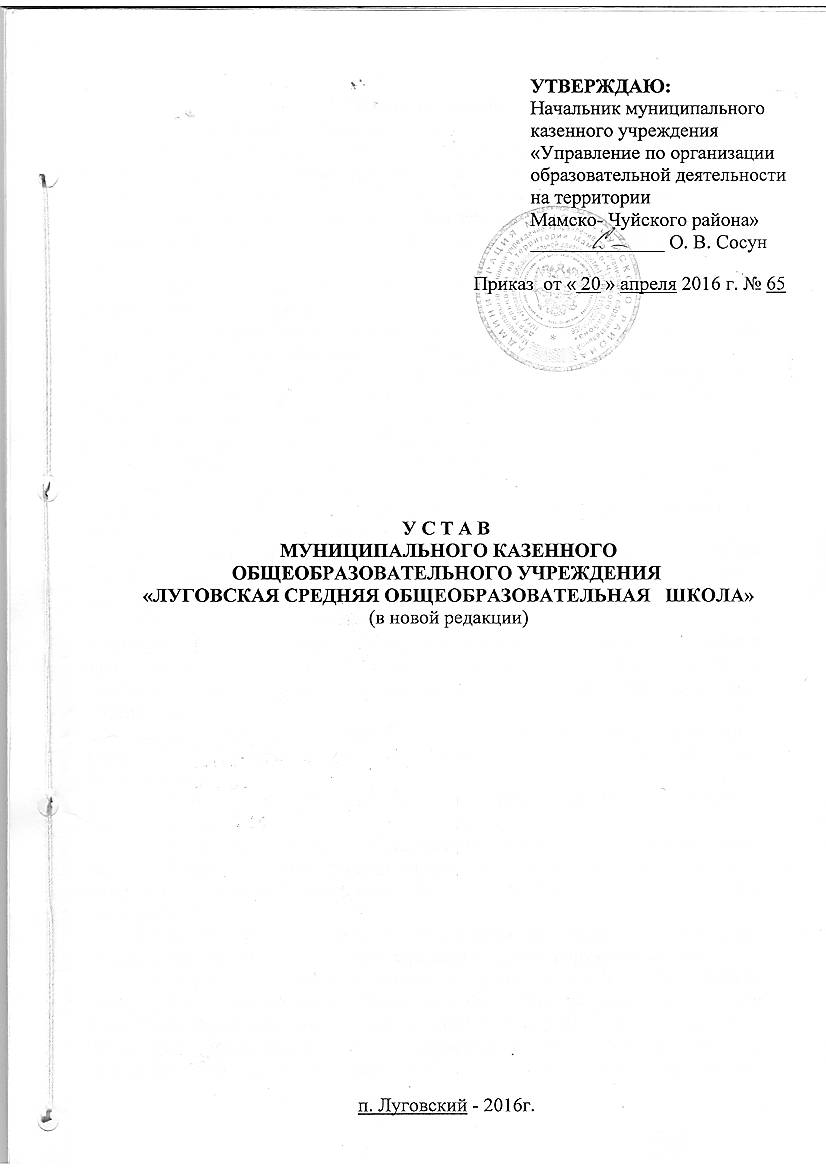 УТВЕРЖДАЮ:
Начальник муниципального
казенного учреждения
«Управление по организации
образовательной деятельности
на территории
Мамско- Чуйского района»
______________ О. В. Сосун
Приказ от « 20 » апреля 2016 г. № 65
У С Т А В
МУНИЦИПАЛЬНОГО КАЗЕННОГО
ОБЩЕОБРАЗОВАТЕЛЬНОГО УЧРЕЖДЕНИЯ
«ЛУГОВСКАЯ СРЕДНЯЯ ОБЩЕОБРАЗОВАТЕЛЬНАЯ ШКОЛА»
(в новой редакции)
п. Луговский - 2016г.